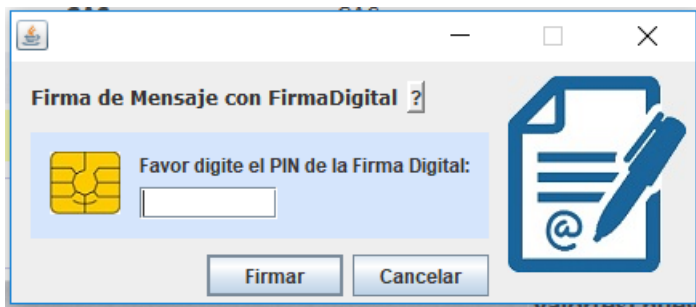 Firma de Mensaje con FirmaDigital ?
Favor digite el PIN de la Firma Digital:
@
Firmar Cancelar